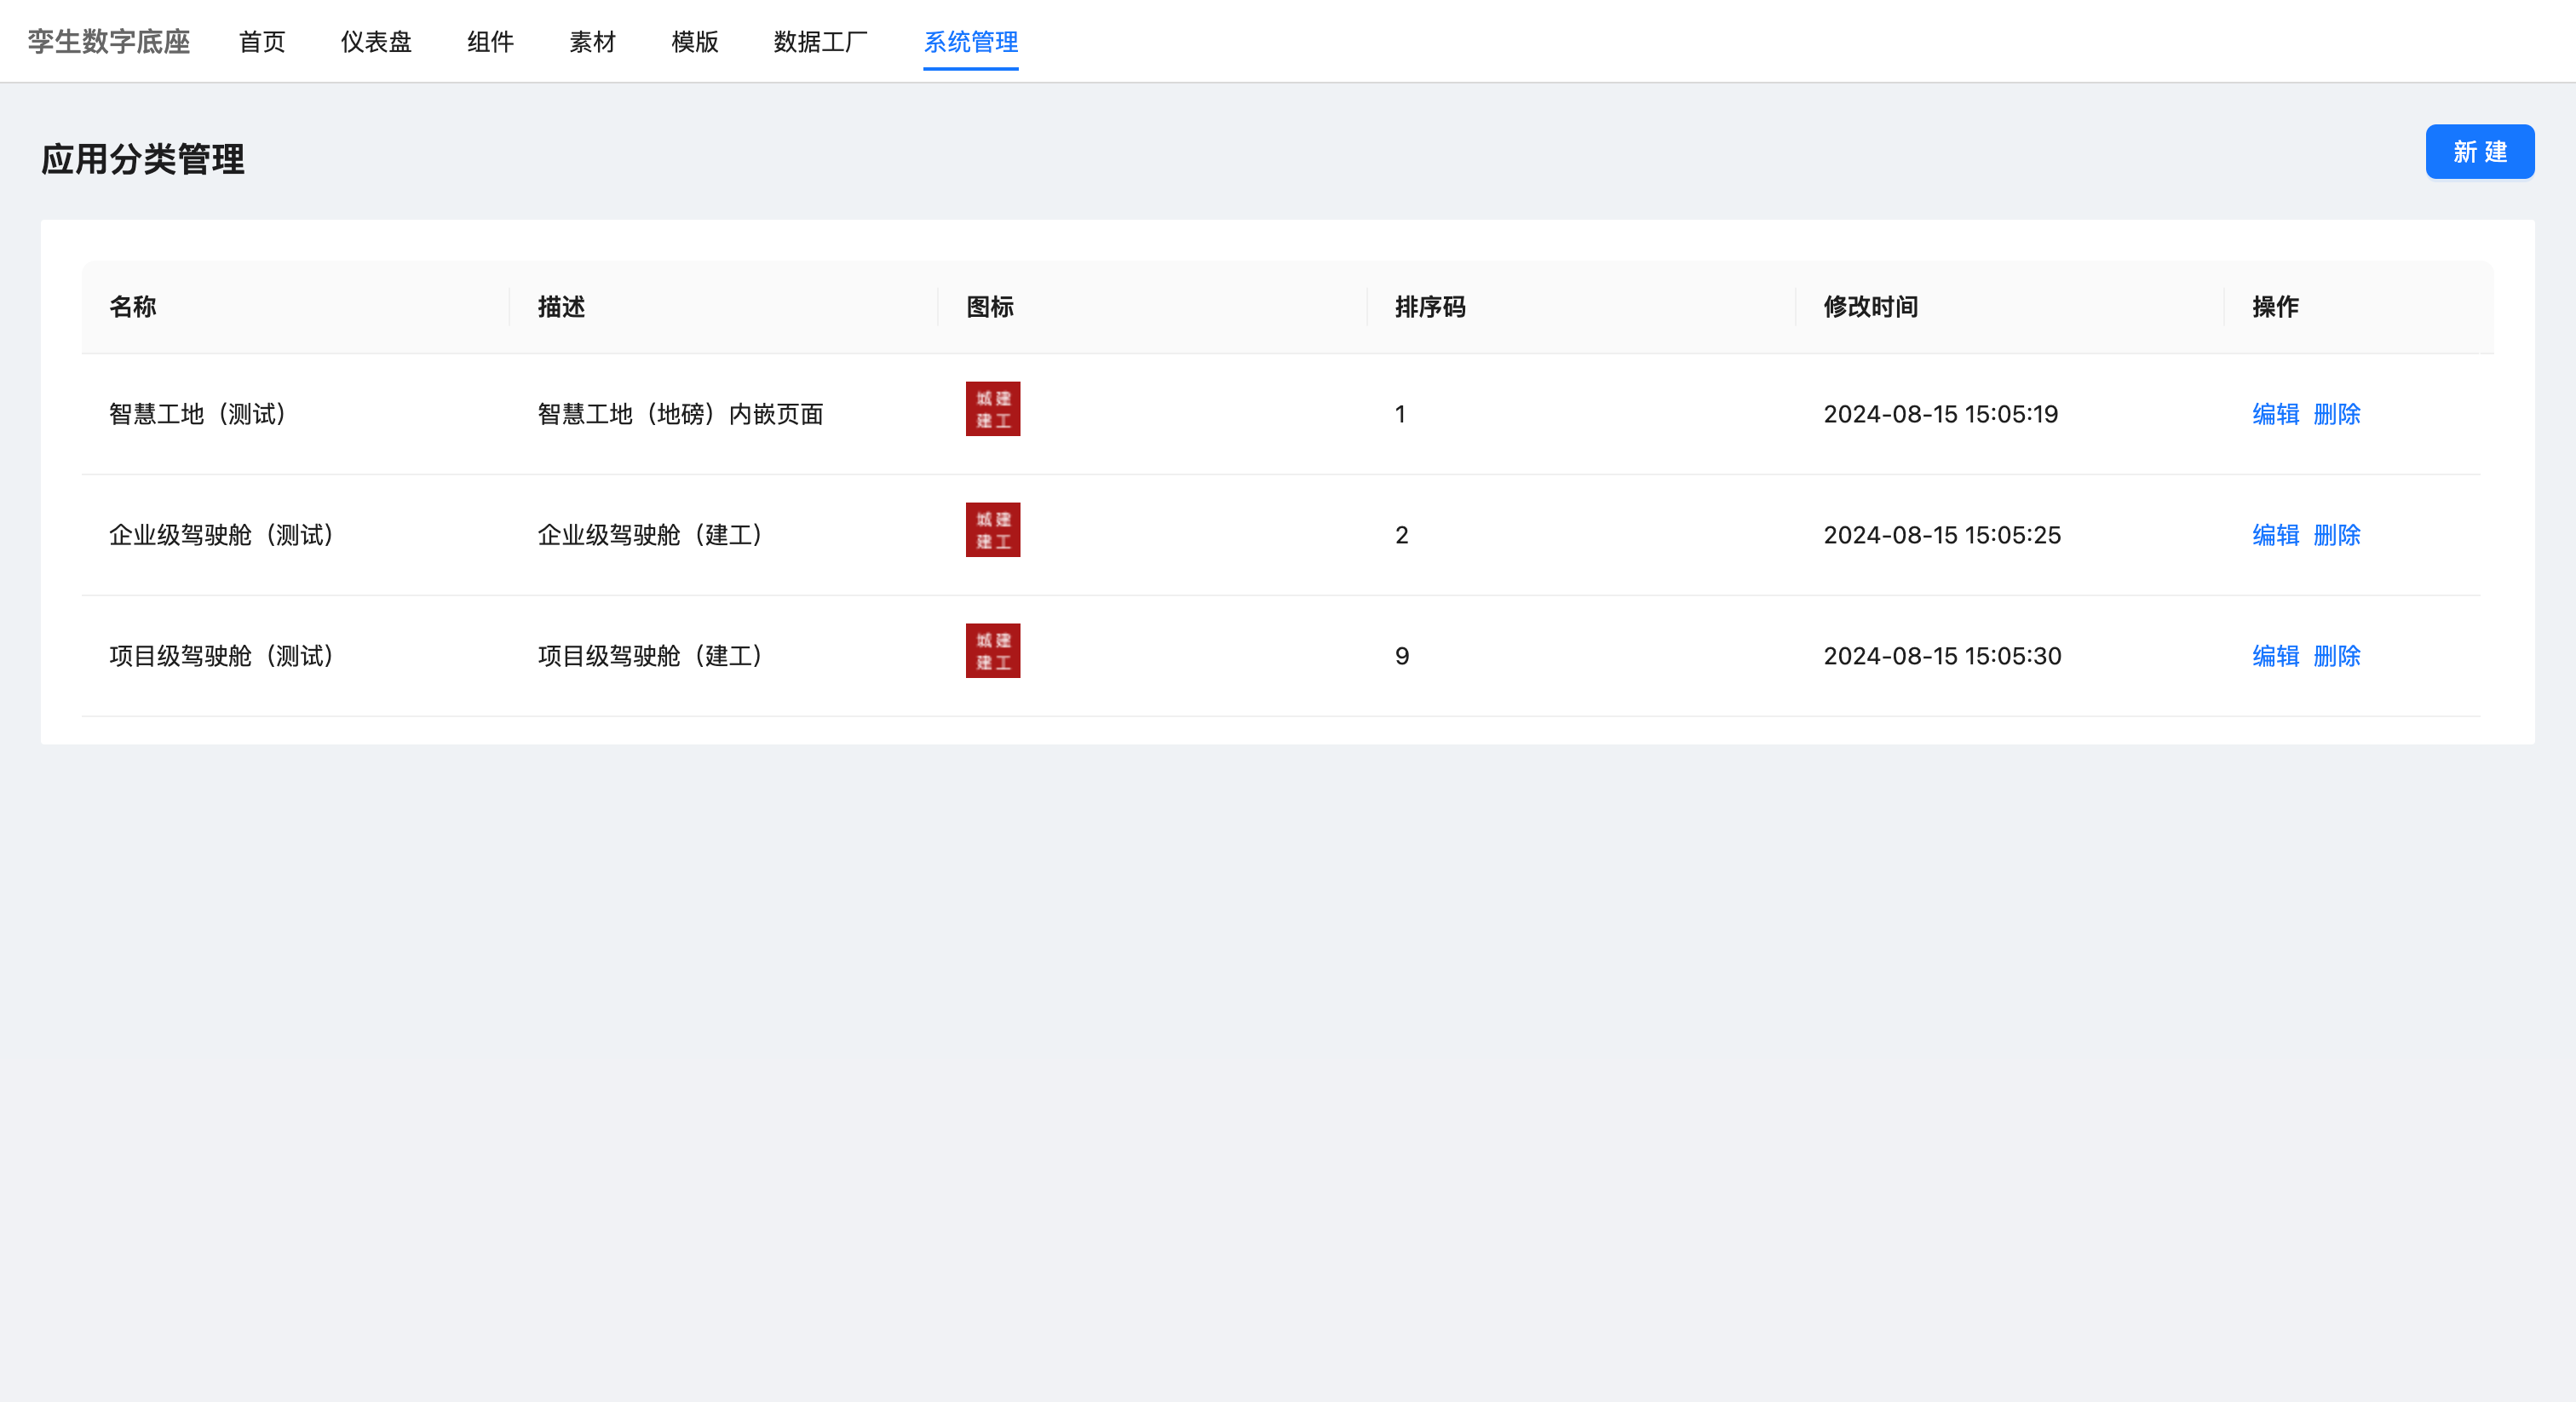 孪生数字底座 首页 仪表盘 组件 素材 模版 数据工厂 系统管理
应用分类管理 新 建
名称 描述 图标 排序码 修改时间 操作
智慧工地（测试） 智慧工地（地磅）内嵌页面 城建 1 2024-08-15 15:05:19 编辑 删除
建工
企业级驾驶舱（测试） 企业级驾驶舱（建工） 城建 2 2024-08-15 15:05:25 编辑 删除
建工
项目级驾驶舱（测试） 项目级驾驶舱（建工） 城建 9 2024-08-15 15:05:30 编辑 删除
建工